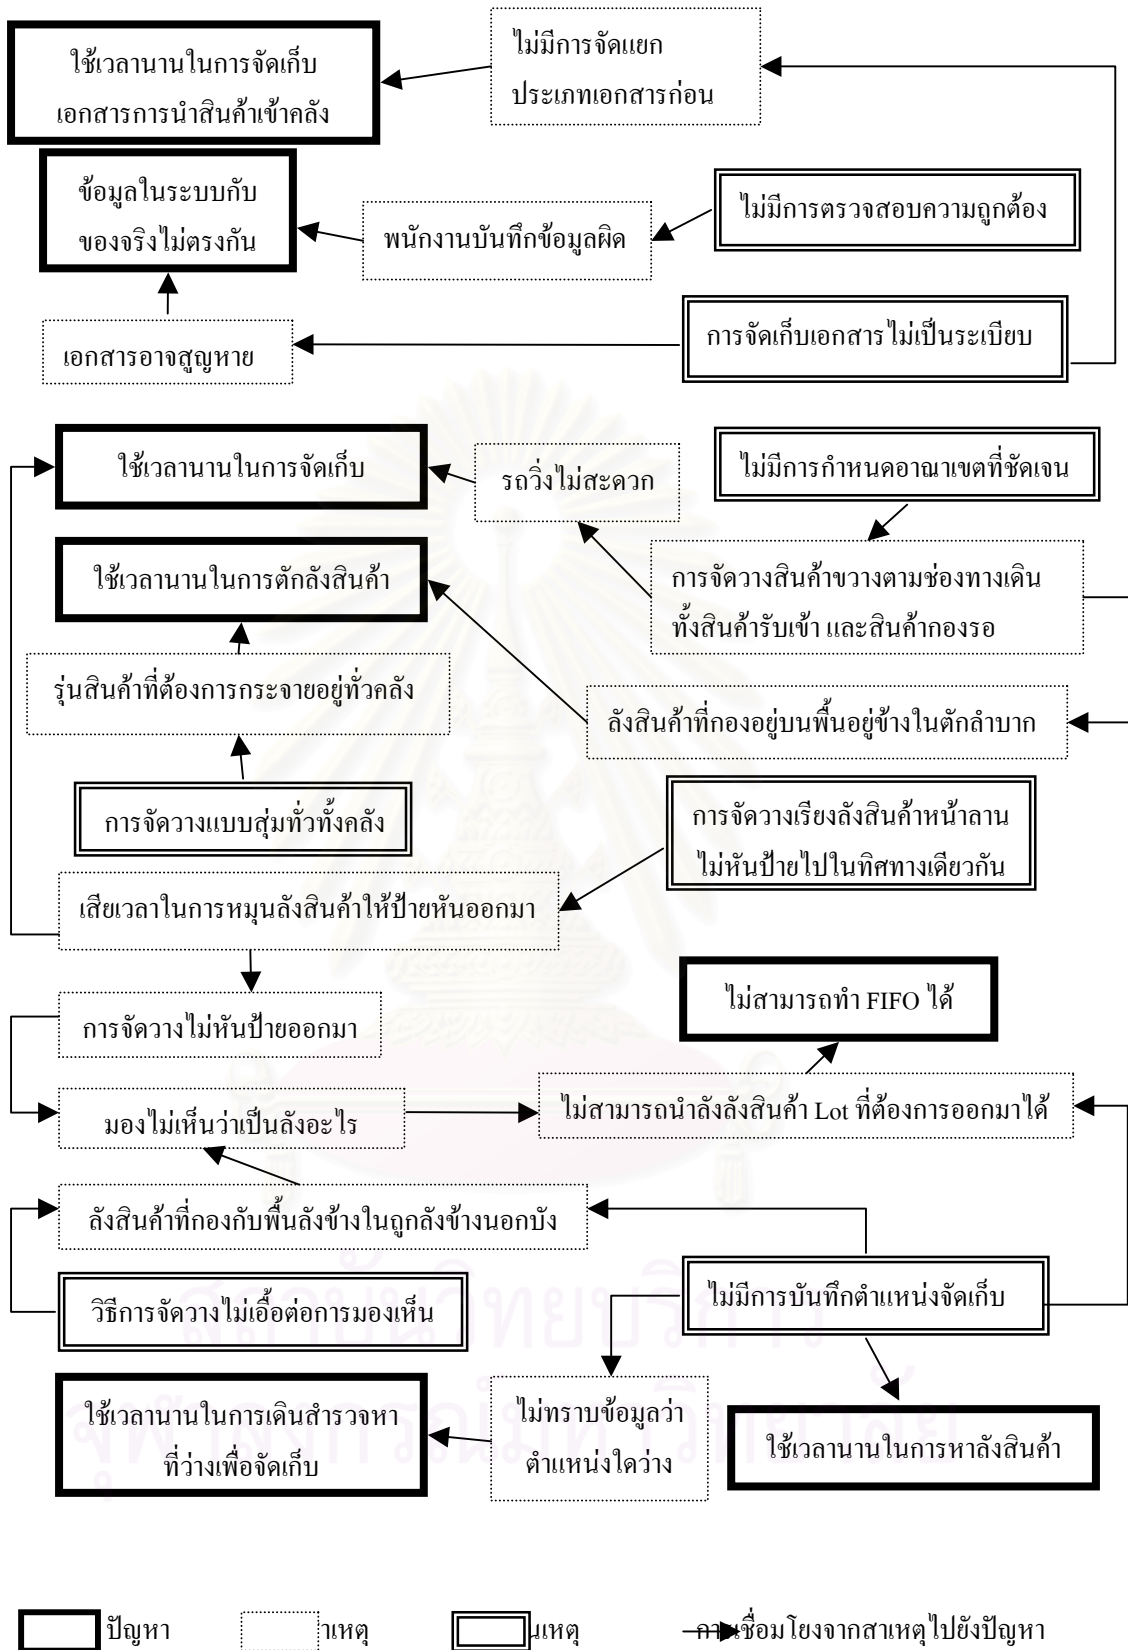 ใช้เวลานานในการจัดเก็บ
เอกสารการนำสินค้าเข้าคลัง
ไม่มีการจัดแยก
ประเภทเอกสารก่อน
ข้อมูลในระบบกับ
ของจริงไม่ตรงกัน
พนักงานบันทึกข้อมูลผิด
ไม่มีการตรวจสอบความถูกต้อง
เอกสารอาจสูญหาย
การจัดเก็บเอกสารไม่เป็นระเบียบ
ใช้เวลานานในการจัดเก็บ
รถวิ่งไม่สะดวก
ไม่มีการกำหนดอาณาเขตที่ชัดเจน
ใช้เวลานานในการตักลังสินค้า
การจัดวางสินค้าขวางตามช่องทางเดิน
ทั้งสินค้ารับเข้า และสินค้ากองรอ
รุ่นสินค้าที่ต้องการกระจายอยู่ทั่วคลัง
ลังสินค้าที่กองอยู่บนพื้นอยู่ข้างในตักลำบาก
การจัดวางแบบสุ่มทั่วทั้งคลัง
การจัดวางเรียงลังสินค้าหน้าลาน
ไม่หันป้ายไปในทิศทางเดียวกัน
เสียเวลาในการหมุนลังสินค้าให้ป้ายหันออกมา
ไม่สามารถทำ FIFO ได้
การจัดวางไม่หันป้ายออกมา
มองไม่เห็นว่าเป็นลังอะไร
ไม่สามารถนำลังลังสินค้า Lot ที่ต้องการออกมาได้
ลังสินค้าที่กองกับพื้นลังข้างในถูกลังข้างนอกบัง
วิธีการจัดวางไม่เอื้อต่อการมองเห็น
ไม่มีการบันทึกตำแหน่งจัดเก็บ
ใช้เวลานานในการเดินสำรวจหา
ที่ว่างเพื่อจัดเก็บ
ไม่ทราบข้อมูลว่า
ตำแหน่งใดว่าง
ใช้เวลานานในการหาลังสินค้า
สถาบันวิทยบริการ
จุฬาลงกรณ์มหาวิทยาลัย
ปัญหา
าเหตุ
นเหตุ
การเชื่อมโยงจากสาเหตุไปยังปัญหา